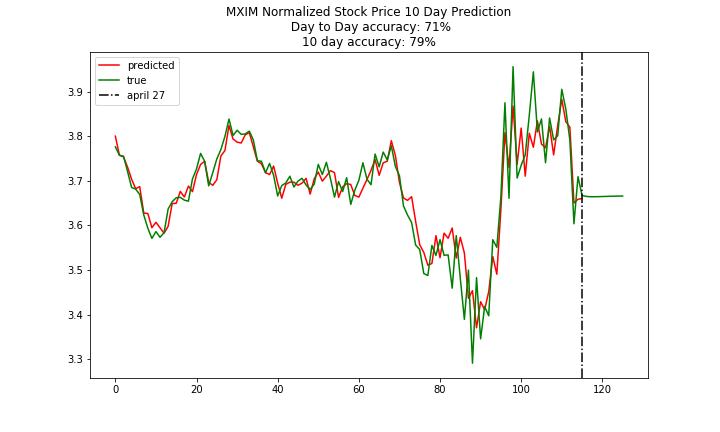 MXIM Normalized Stock Price 10 Day Prediction
Day to Day accuracy: 71%
10 day accuracy: 79%
predicted
true
april 27
3.9
3.8
3.7
3.6
3.5
3.4
3.3
0 20 40 60 80 100 120